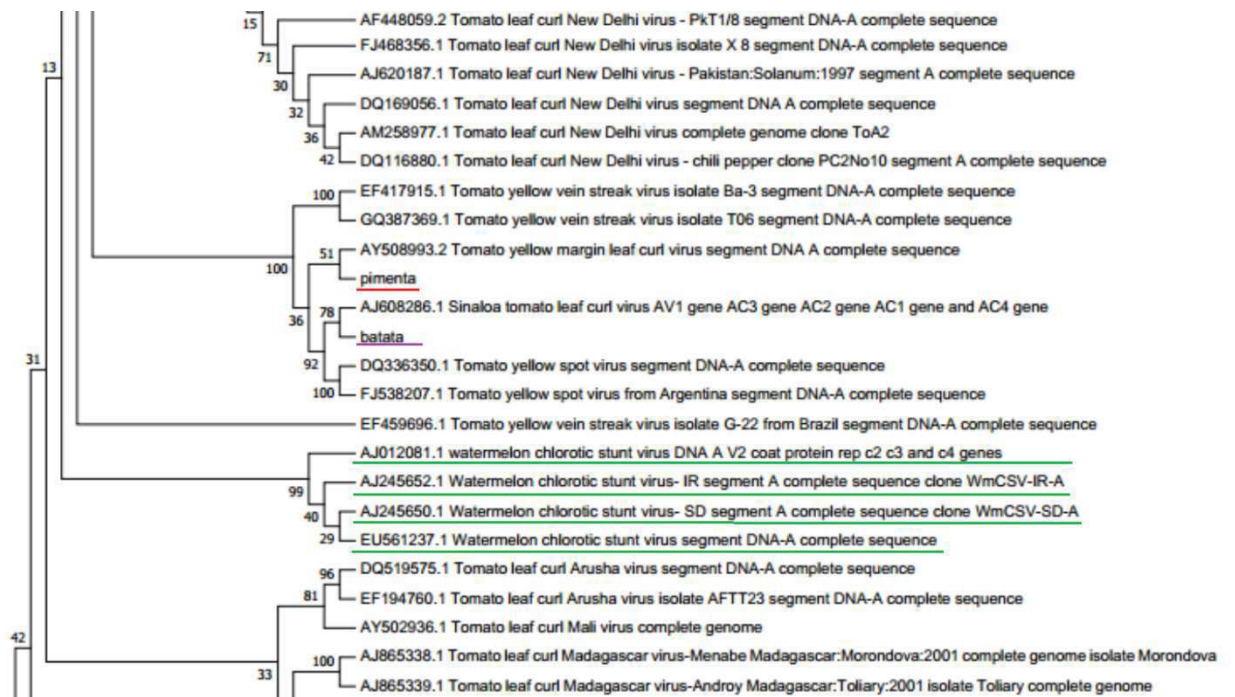 15
AF448059.2 Tomato leaf curl New Delhi virus - PkT1/8 segment DNA-A complete sequence
71
FJ468356.1 Tomato leaf curl New Delhi virus isolate X 8 segment DNA-A complete sequence
13
30
AJ620187.1 Tomato leaf curl New Delhi virus - Pakistan:Solanum:1997 segment A complete sequence
32
DQ169056.1 Tomato leaf curl New Delhi virus segment DNA A complete sequence
36
AM258977.1 Tomato leaf curl New Delhi virus complete genome clone ToA2
42
DQ116880.1 Tomato leaf curl New Delhi virus - chili pepper clone PC2No10 segment A complete sequence
100
EF417915.1 Tomato yellow vein streak virus isolate Ba-3 segment DNA-A complete sequence
GQ387369.1 Tomato yellow vein streak virus isolate T06 segment DNA-A complete sequence
100
51
AY508993.2 Tomato yellow margin leaf curl virus segment DNA A complete sequence
pimenta
36
78
AJ608286.1 Sinaloa tomato leaf curl virus AV1 gene AC3 gene AC2 gene AC1 gene and AC4 gene
batata
31
92
DQ336350.1 Tomato yellow spot virus segment DNA-A complete sequence
100
FJ538207.1 Tomato yellow spot virus from Argentina segment DNA-A complete sequence
EF459696.1 Tomato yellow vein streak virus isolate G-22 from Brazil segment DNA-A complete sequence
AJ012081.1 watermelon chlorotic stunt virus DNA A V2 coat protein rep c2 c3 and c4 genes
99
AJ245652.1 Watermelon chlorotic stunt virus- IR segment A complete sequence clone WmCSV-IR-A
40
AJ245650.1 Watermelon chlorotic stunt virus- SD segment A complete sequence clone WmCSV-SD-A
29
EU561237.1 Watermelon chlorotic stunt virus segment DNA-A complete sequence
96
DQ519575.1 Tomato leaf curl Arusha virus segment DNA-A complete sequence
81
EF194760.1 Tomato leaf curl Arusha virus isolate AFTT23 segment DNA-A complete sequence
AY502936.1 Tomato leaf curl Mali virus complete genome
42
33
100
AJ865338.1 Tomato leaf curl Madagascar virus-Menabe Madagascar:Morondova:2001 complete genome isolate Morondova
AJ865339.1 Tomato leaf curl Madagascar virus-Androy Madagascar:Toliary:2001 isolate Toliary complete genome